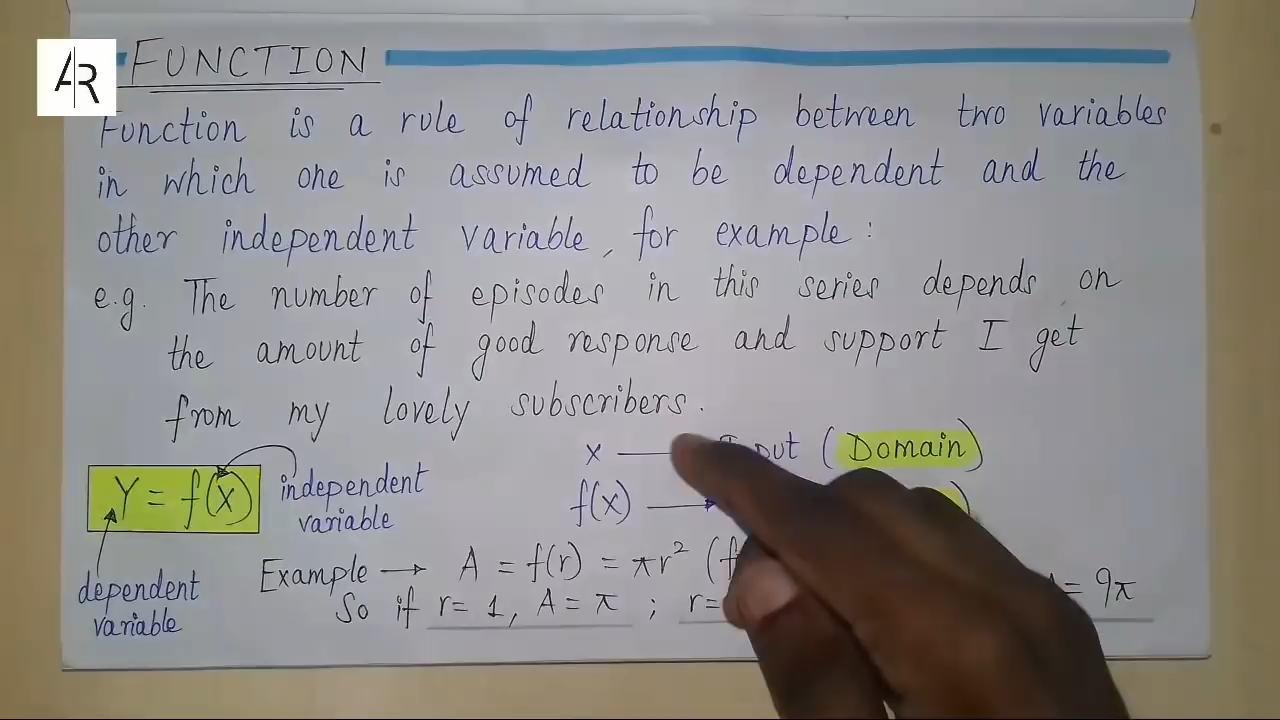 AR
FUNCTION
Function is a rule of relationship between two variables
in which one is assumed to be dependent and the
other independent variable, for example:
e.g. The number of episodes in this series depends on
the amount of good response and support I get
from my lovely subscribers.
x → Input (Domain)
Y = f(x)
independent
variable
f(x) →
dependent
variable
Example → A = f(r) = πr² (f
So if r= 1, A = π ; r=
= 9π